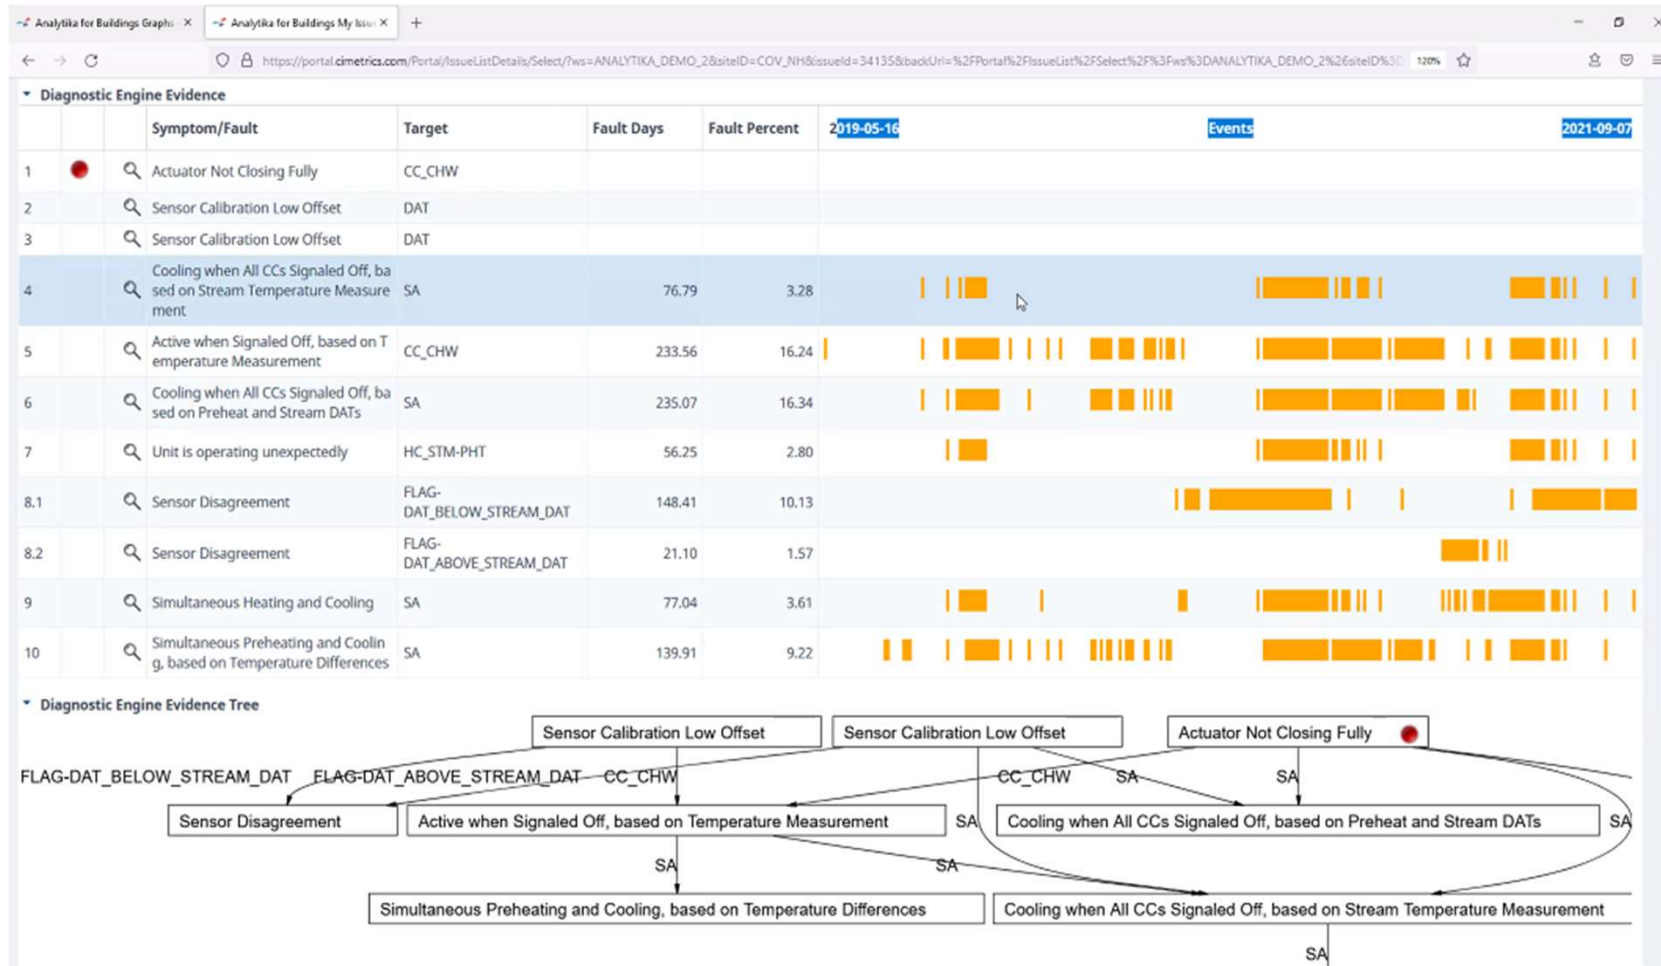 Analytika for Buildings Graphs
Analytika for Buildings My Issu
https://portal.cimetrics.com/Portal/IssueListDetails/Select/?ws=ANALYTIKA_DEMO_2&siteID=COV_NH&issueId=34135&backUrl=%2FPortal%2FIssueList%2FSelect%2F%3Fws%3DANALYTIKA_DEMO_2%26siteID%3D
120%
Diagnostic Engine Evidence
Symptom/Fault Target Fault Days Fault Percent 2019-05-16 Events 2021-09-07
1 Actuator Not Closing Fully CC_CHW
2 Sensor Calibration Low Offset DAT
3 Sensor Calibration Low Offset DAT
Cooling when All CCs Signaled Off, ba
4 sed on Stream Temperature Measure SA 76.79 3.28
ment
Active when Signaled Off, based on T
5 emperature Measurement CC_CHW 233.56 16.24
Cooling when All CCs Signaled Off, ba
6 sed on Preheat and Stream DATs SA 235.07 16.34
7 Unit is operating unexpectedly HC_STM-PHT 56.25 2.80
FLAG-
8.1 Sensor Disagreement DAT_BELOW_STREAM_DAT 148.41 10.13
FLAG-
8.2 Sensor Disagreement DAT_ABOVE_STREAM_DAT 21.10 1.57
9 Simultaneous Heating and Cooling SA 77.04 3.61
Simultaneous Preheating and Coolin
10 g, based on Temperature Differences SA 139.91 9.22
Diagnostic Engine Evidence Tree
Sensor Calibration Low Offset Sensor Calibration Low Offset Actuator Not Closing Fully
FLAG-DAT_BELOW_STREAM_DAT FLAG-DAT_ABOVE_STREAM_DAT CC_CHW CC_CHW SA SA
Sensor Disagreement Active when Signaled Off, based on Temperature Measurement SA Cooling when All CCs Signaled Off, based on Preheat and Stream DATs SA
SA SA
Simultaneous Preheating and Cooling, based on Temperature Differences Cooling when All CCs Signaled Off, based on Stream Temperature Measurement
SA